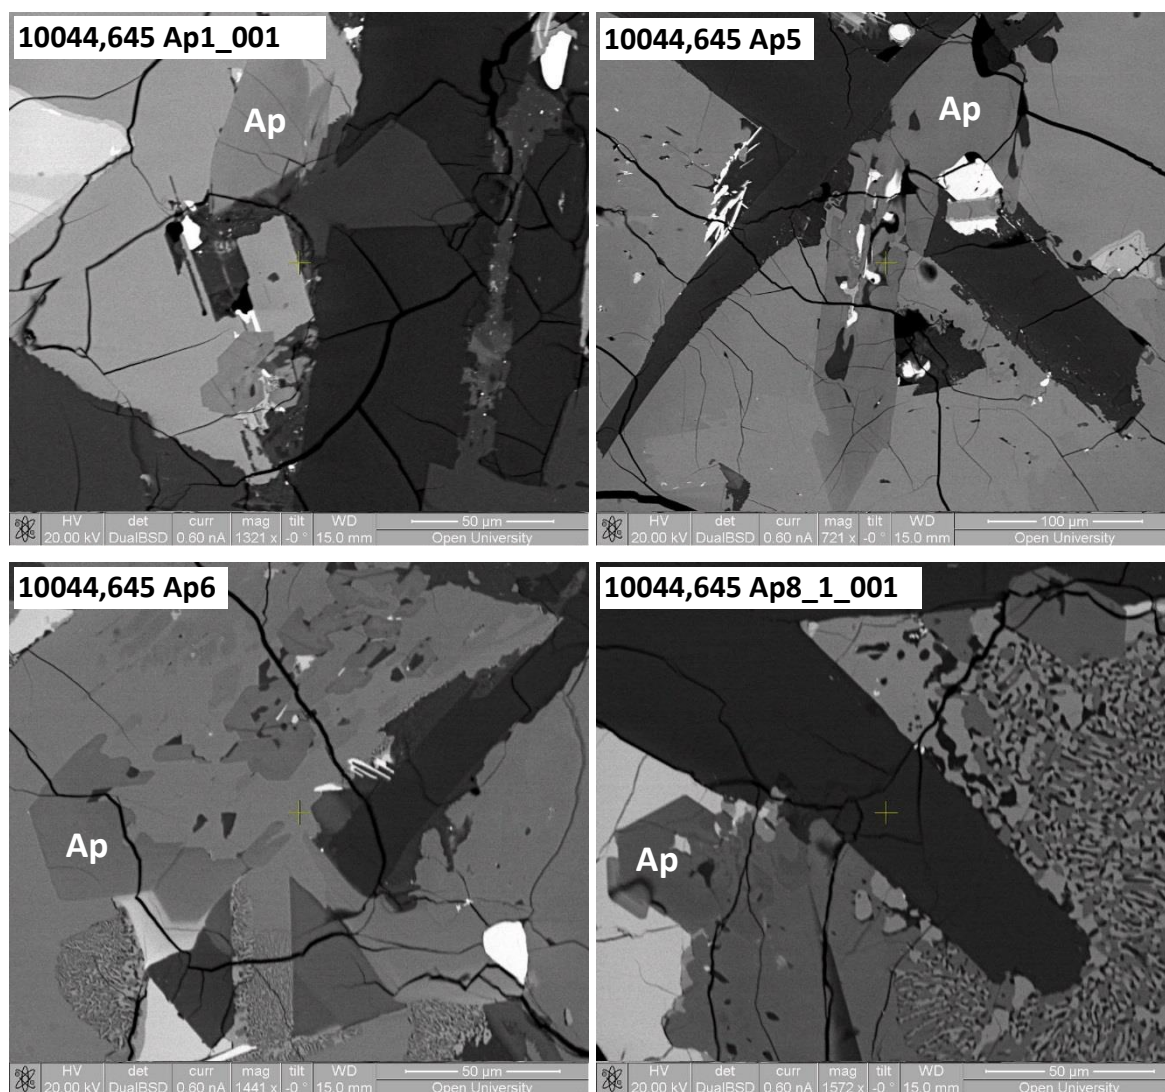 10044,645 Ap1_001
Ap
HV det curr mag tilt WD 50 µm
20.00 kV DualBSD 0.60 nA 1321 x -0 ° 15.0 mm Open University
10044,645 Ap5
Ap
HV det curr mag tilt WD 100 µm
20.00 kV DualBSD 0.60 nA 721 x -0 ° 15.0 mm Open University
10044,645 Ap6
Ap
HV det curr mag tilt WD 50 µm
20.00 kV DualBSD 0.60 nA 1441 x -0 ° 15.0 mm Open University
10044,645 Ap8_1_001
Ap
HV det curr mag tilt WD 50 µm
20.00 kV DualBSD 0.60 nA 1572 x -0 ° 15.0 mm Open University